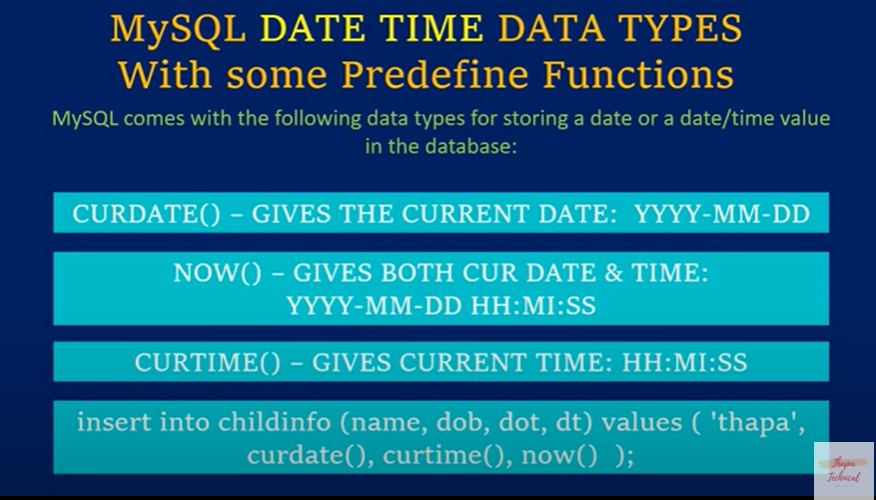 MySQL DATE TIME DATA TYPES
With some Predefine Functions
MySQL comes with the following data types for storing a date or a date/time value
in the database:
CURDATE() – GIVES THE CURRENT DATE: YYYY-MM-DD
NOW() – GIVES BOTH CUR DATE & TIME:
YYYY-MM-DD HH:MI:SS
CURTIME() – GIVES CURRENT TIME: HH:MI:SS
insert into childinfo (name, dob, dot, dt) values ( 'thapa',
curdate(), curtime(), now() );
Thapa
Technical